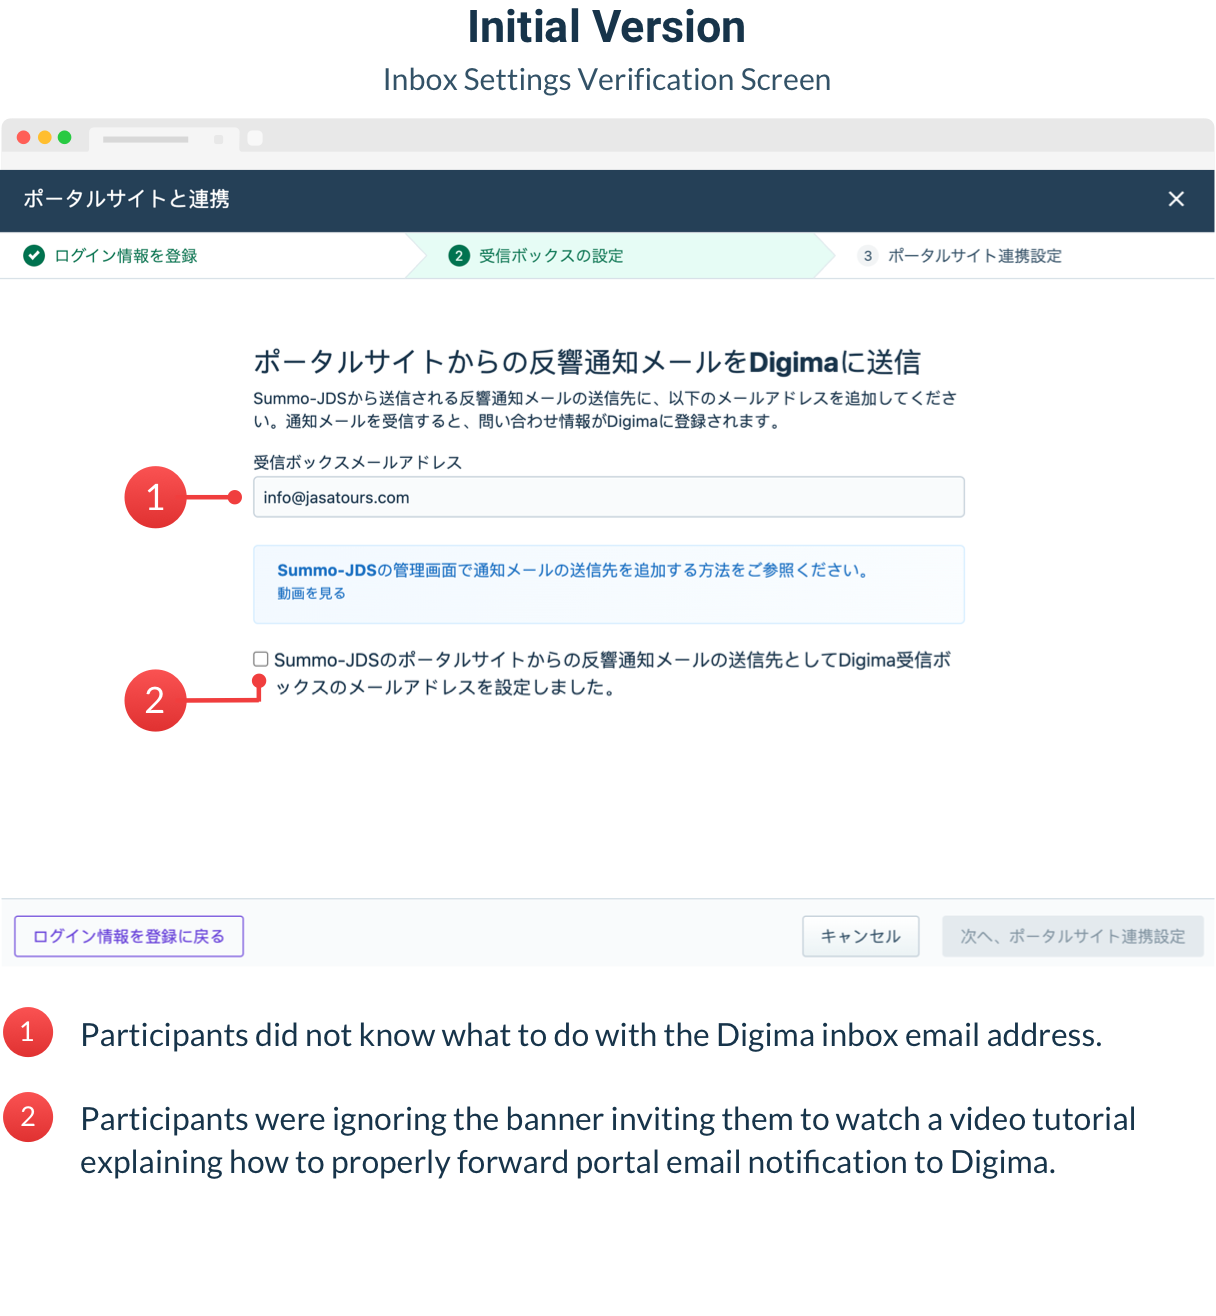 Initial Version
Inbox Settings Verification Screen
ポータルサイトと連携
ログイン情報を登録
2 受信ボックスの設定
3 ポータルサイト連携設定
ポータルサイトからの反響通知メールをDigimaに送信
Summo-JDSから送信される反響通知メールの送信先に、以下のメールアドレスを追加してくださ
い。通知メールを受信すると、問い合わせ情報がDigimaに登録されます。
受信ボックスメールアドレス
1
info@jasatours.com
Summo-JDSの管理画面で通知メールの送信先を追加する方法をご参照ください。
動画を見る
Summo-JDSのポータルサイトからの反響通知メールの送信先としてDigima受信ボ
ックスのメールアドレスを設定しました。
2
ログイン情報を登録に戻る
キャンセル
次へ、ポータルサイト連携設定
1 Participants did not know what to do with the Digima inbox email address.
2 Participants were ignoring the banner inviting them to watch a video tutorial
explaining how to properly forward portal email notification to Digima.